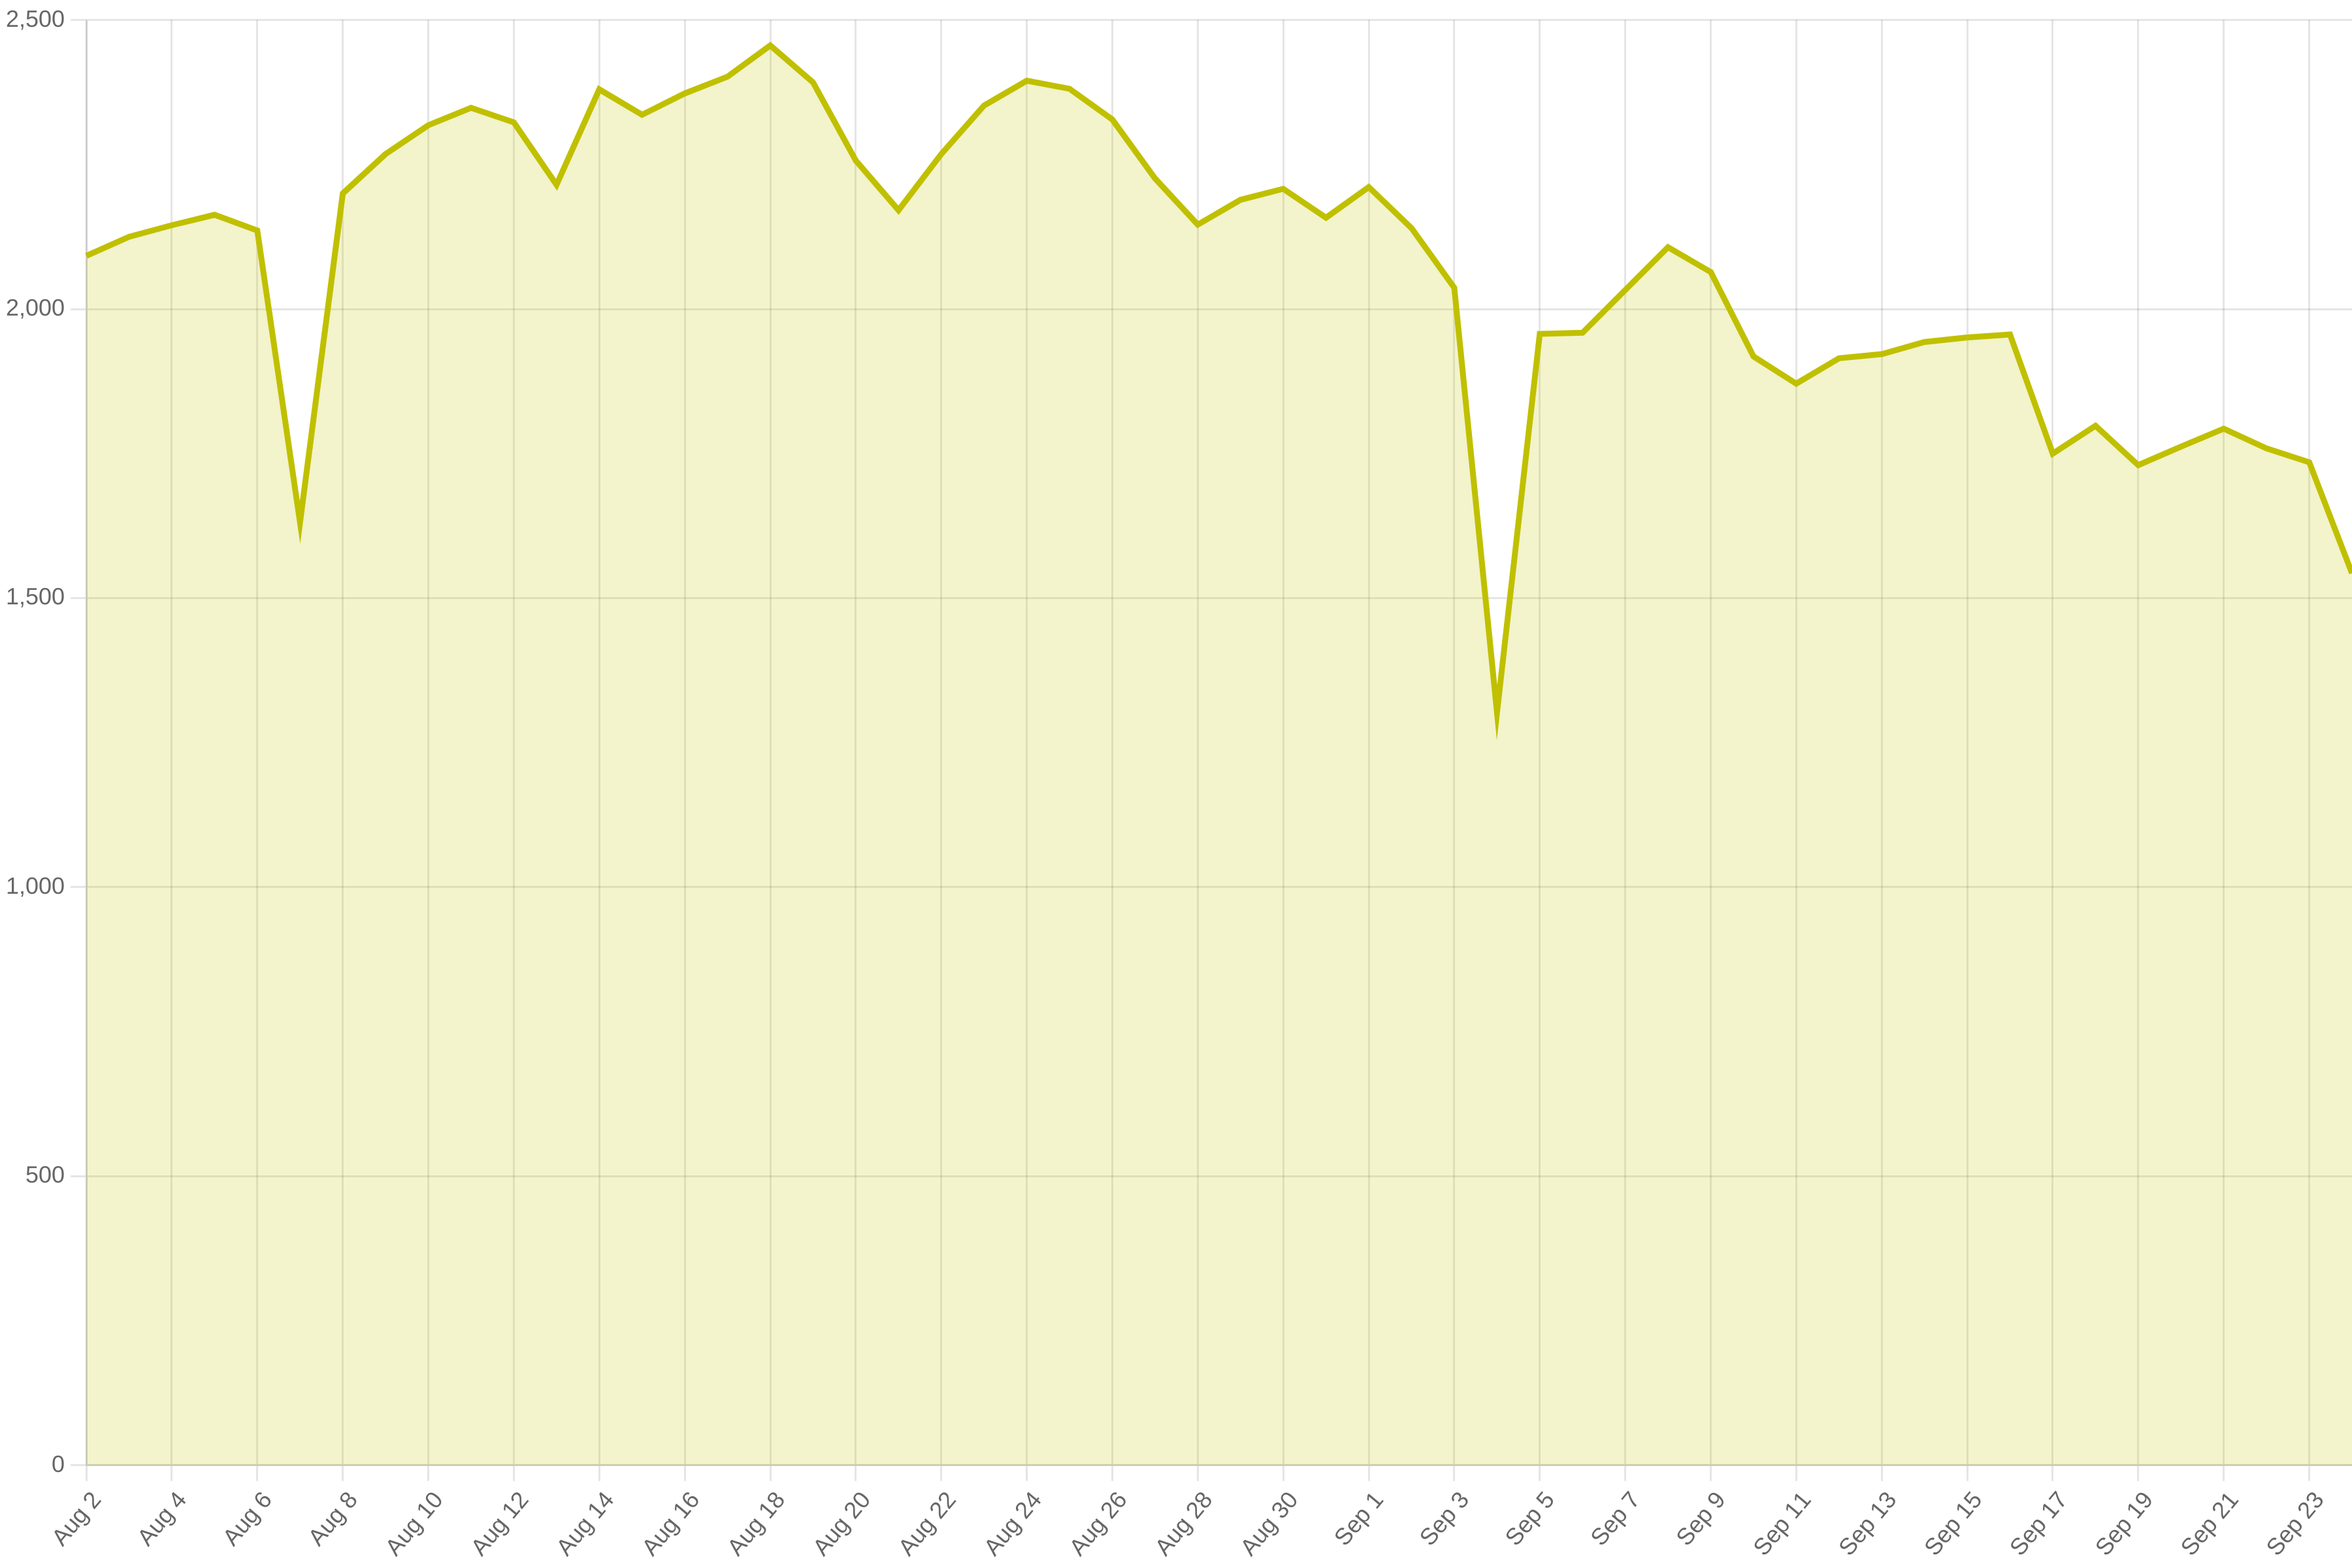 2,500
2,000
1,500
1,000
500
0
Aug 2
Aug 4
Aug 6
Aug 8
Aug 10
Aug 12
Aug 14
Aug 16
Aug 18
Aug 20
Aug 22
Aug 24
Aug 26
Aug 28
Aug 30
Sep 1
Sep 3
Sep 5
Sep 7
Sep 9
Sep 11
Sep 13
Sep 15
Sep 17
Sep 19
Sep 21
Sep 23